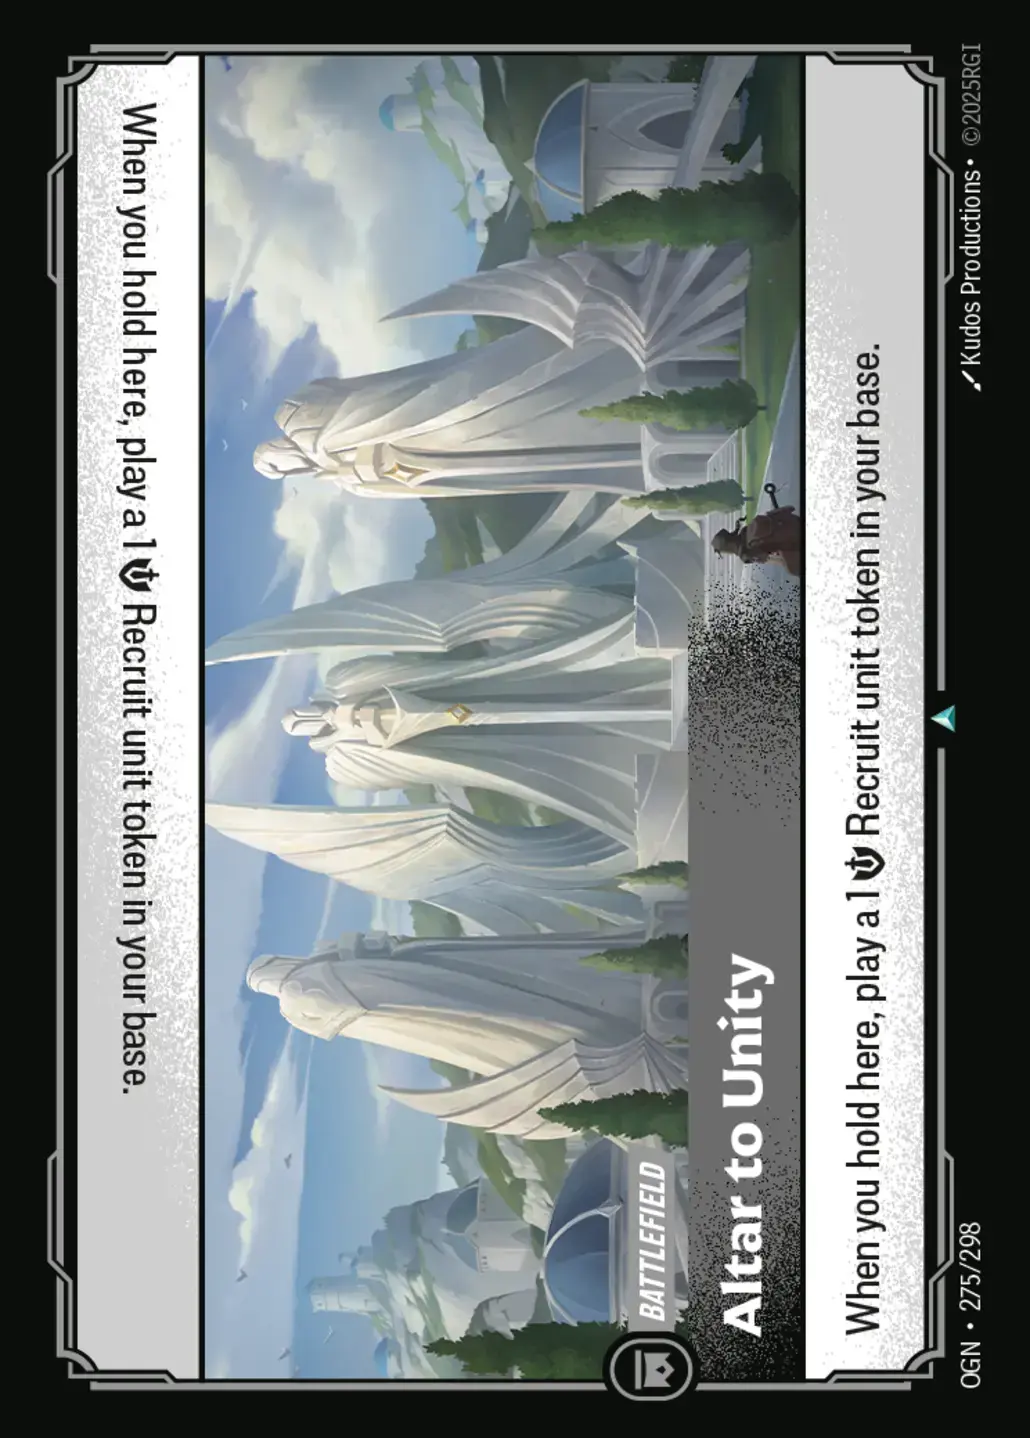 When you hold here, play a 1 Recruit unit token in your base.
BATTLEFIELD
Altar to Unity
When you hold here, play a 1 Recruit unit token in your base.
OGN • 275/298
Kudos Productions • ©2025RGI